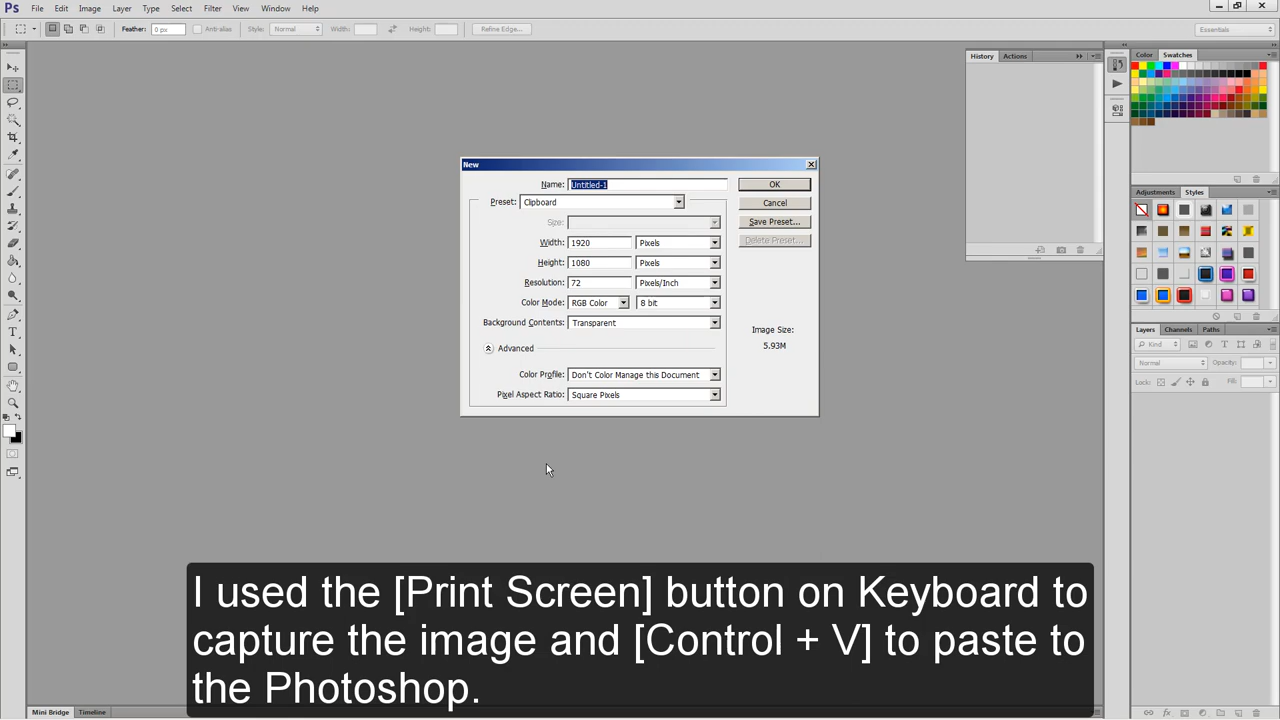 Ps File Edit Image Layer Type Select Filter View Window Help
Feather: 0 px Anti-alias Style: Normal Width: Height: Refine Edge... Essentials
History Actions
Color Swatches
New
Name: Untitled-1 OK
Preset: Clipboard Cancel
Size: Save Preset...
Width: 1920 Pixels Delete Preset...
Height: 1080 Pixels
Resolution: 72 Pixels/Inch
Color Mode: RGB Color 8 bit
Background Contents: Transparent
Image Size:
5.93M
Advanced
Color Profile: Don't Color Manage this Document
Pixel Aspect Ratio: Square Pixels
Adjustments Styles
Layers Channels Paths
Kind
Normal Opacity:
Lock: Fill:
I used the [Print Screen] button on Keyboard to
capture the image and [Control + V] to paste to
the Photoshop.
Mini Bridge Timeline